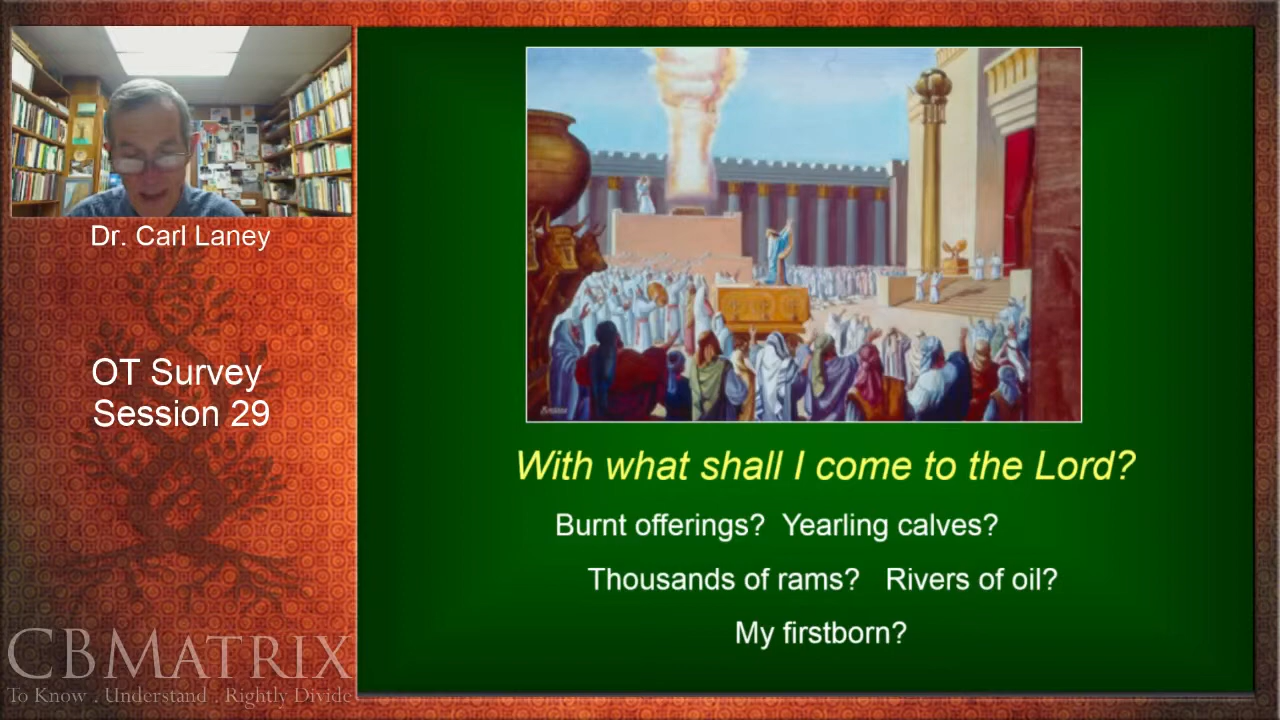 Dr. Carl Laney
OT Survey
Session 29
CBMATRIX
To Know . Understand . Rightly Divide
With what shall I come to the Lord?
Burnt offerings? Yearling calves?
Thousands of rams? Rivers of oil?
My firstborn?